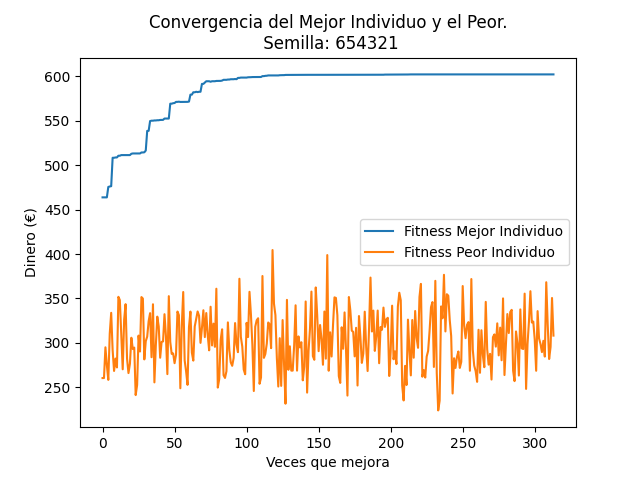 Convergencia del Mejor Individuo y el Peor.
Semilla: 654321
Dinero (€)
600
550
500
450
400
350
300
250
Fitness Mejor Individuo
Fitness Peor Individuo
0 50 100 150 200 250 300
Veces que mejora